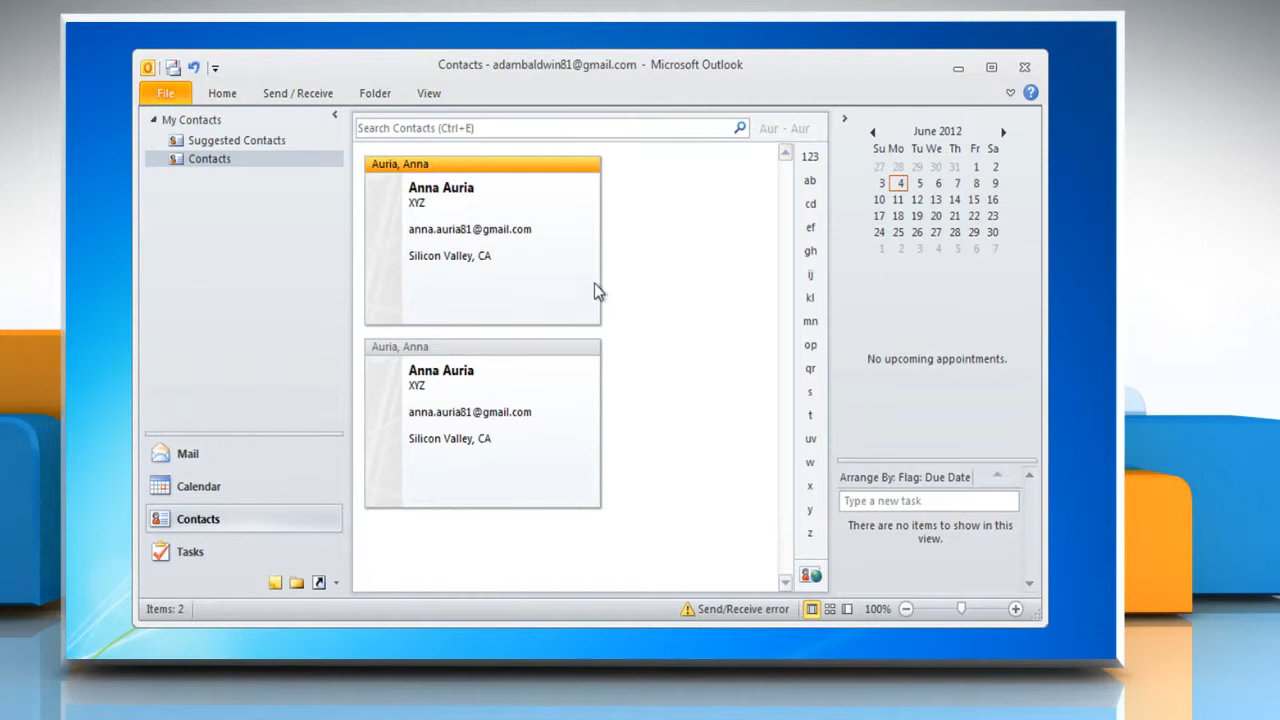 Contacts - adambaldwin81@gmail.com - Microsoft Outlook
File Home Send / Receive Folder View
My Contacts
Suggested Contacts
Contacts
Mail
Calendar
Contacts
Tasks
Search Contacts (Ctrl+E)
Aur - Aur
Auria, Anna
Anna Auria
XYZ
anna.auria81@gmail.com
Silicon Valley, CA
Auria, Anna
Anna Auria
XYZ
anna.auria81@gmail.com
Silicon Valley, CA
123
ab
cd
ef
gh
ij
kl
mn
op
qr
s
t
uv
w
x
y
z
June 2012
Su Mo Tu We Th Fr Sa
27 28 29 30 31 1 2
3 4 5 6 7 8 9
10 11 12 13 14 15 16
17 18 19 20 21 22 23
24 25 26 27 28 29 30
1 2 3 4 5 6 7
No upcoming appointments.
Arrange By: Flag: Due Date
Type a new task
There are no items to show in this
view.
Items: 2
Send/Receive error
100%